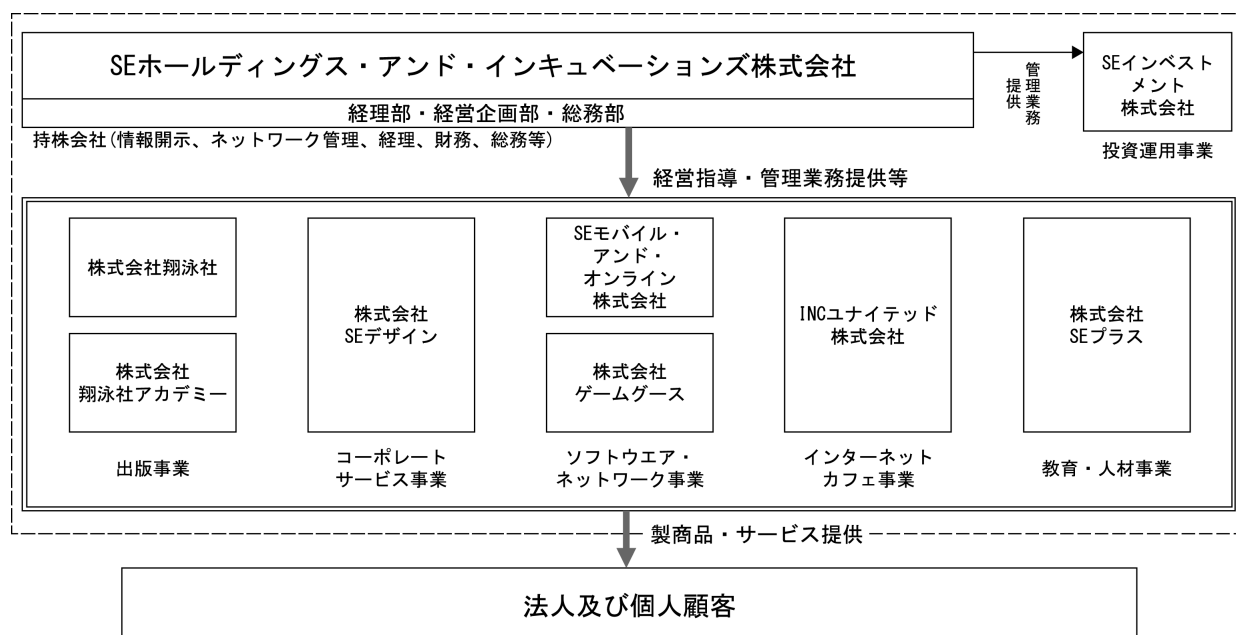 SEホールディングス・アンド・インキュベーションズ株式会社
経理部・経営企画部・総務部
持株会社(情報開示、ネットワーク管理、経理、財務、総務等)
管理業務
提供
SEインベスト
メント
株式会社
投資運用事業
経営指導・管理業務提供等
株式会社翔泳社
株式会社
翔泳社アカデミー
出版事業
株式会社
SEデザイン
コーポレート
サービス事業
SEモバイル・
アンド・
オンライン
株式会社
株式会社
ゲームグース
ソフトウエア・
ネットワーク事業
INCユナイテッド
株式会社
インターネット
カフェ事業
株式会社
SEプラス
教育・人材事業
製商品・サービス提供
法人及び個人顧客